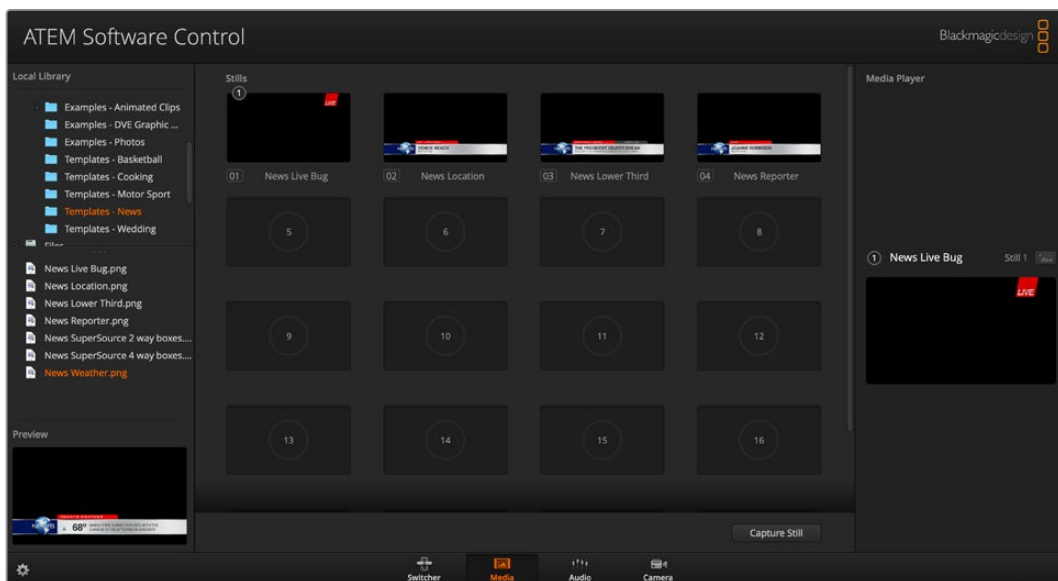 ATEM Software Control
Blackmagicdesign
Local Library
Examples - Animated Clips
Examples - DVE Graphic ...
Examples - Photos
Templates - Basketball
Templates - Cooking
Templates - Motor Sport
Templates - News
Templates - Wedding
Files
News Live Bug.png
News Location.png
News Lower Third.png
News Reporter.png
News SuperSource 2 way boxes....
News SuperSource 4 way boxes....
News Weather.png
Preview
68°
Stills
1
LIVE
01 News Live Bug
02 News Location
03 News Lower Third
04 News Reporter
5
6
7
8
9
10
11
12
13
14
15
16
Capture Still
Media Player
1 News Live Bug Still 1
LIVE
Switcher
Media
Audio
Camera